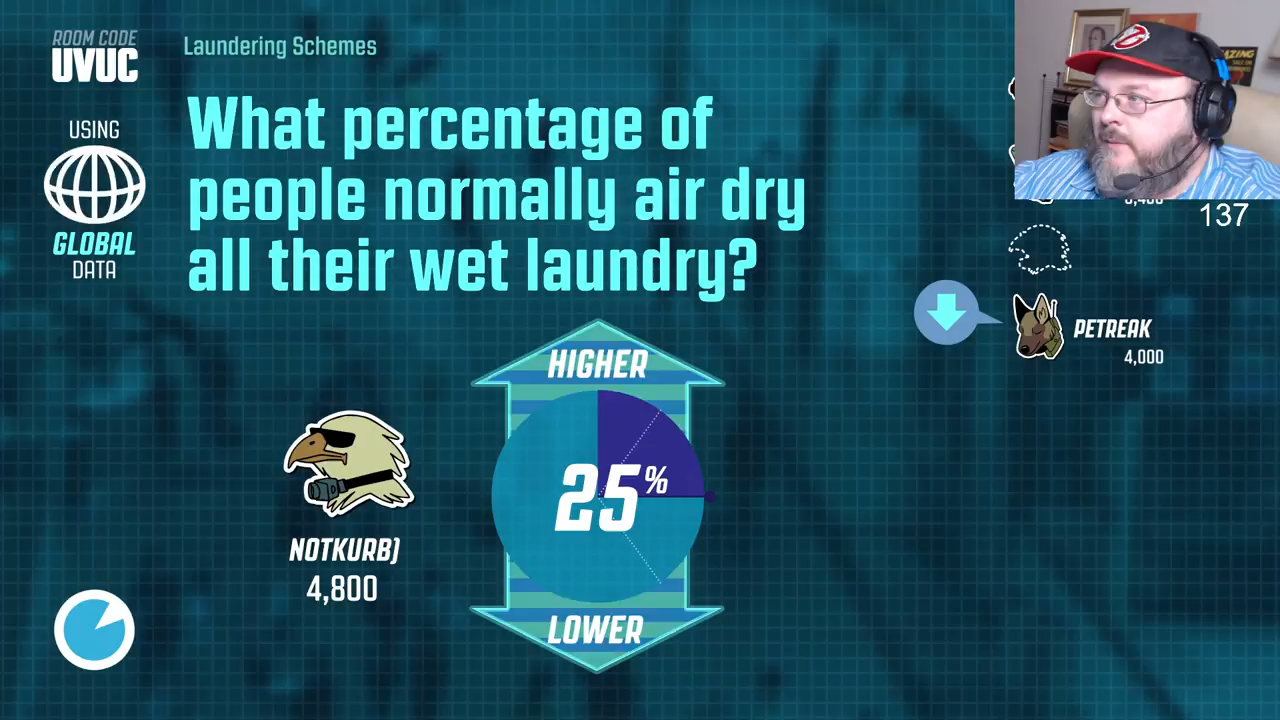 ROOM CODE
UVUC
Laundering Schemes
USING
GLOBAL
DATA
What percentage of
people normally air dry
all their wet laundry?
137
PETREAK
4,000
HIGHER
25%
LOWER
NOTKURBJ
4,800